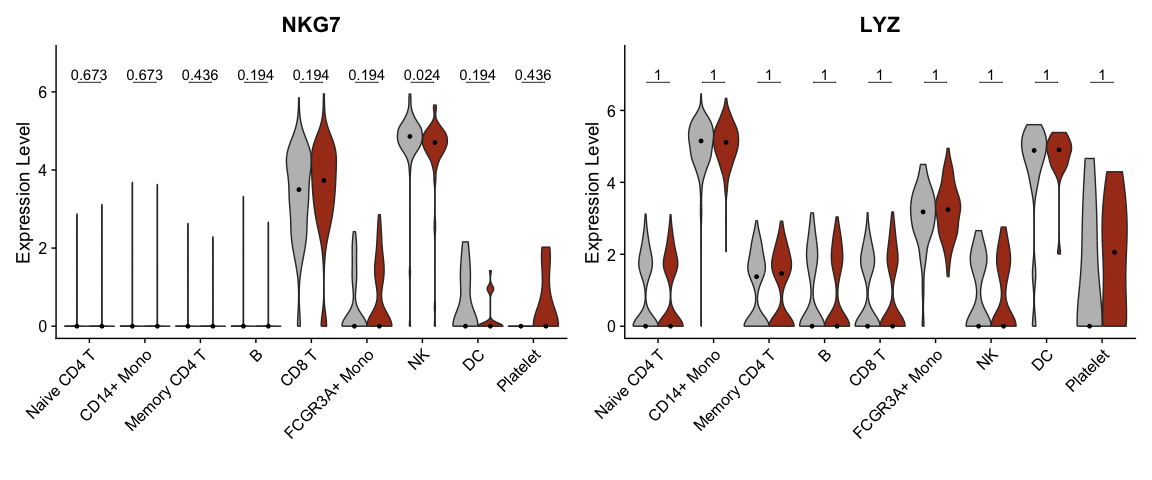 NKG7
0.673 0.673 0.436 0.194 0.194 0.194 0.024 0.194 0.436
Expression Level
6
4
2
0
Naive CD4 T
CD14+ Mono
Memory CD4 T
B
CD8 T
FCGR3A+ Mono
NK
DC
Platelet
LYZ
1 1 1 1 1 1 1 1 1
Expression Level
6
4
2
0
Naive CD4 T
CD14+ Mono
Memory CD4 T
B
CD8 T
FCGR3A+ Mono
NK
DC
Platelet